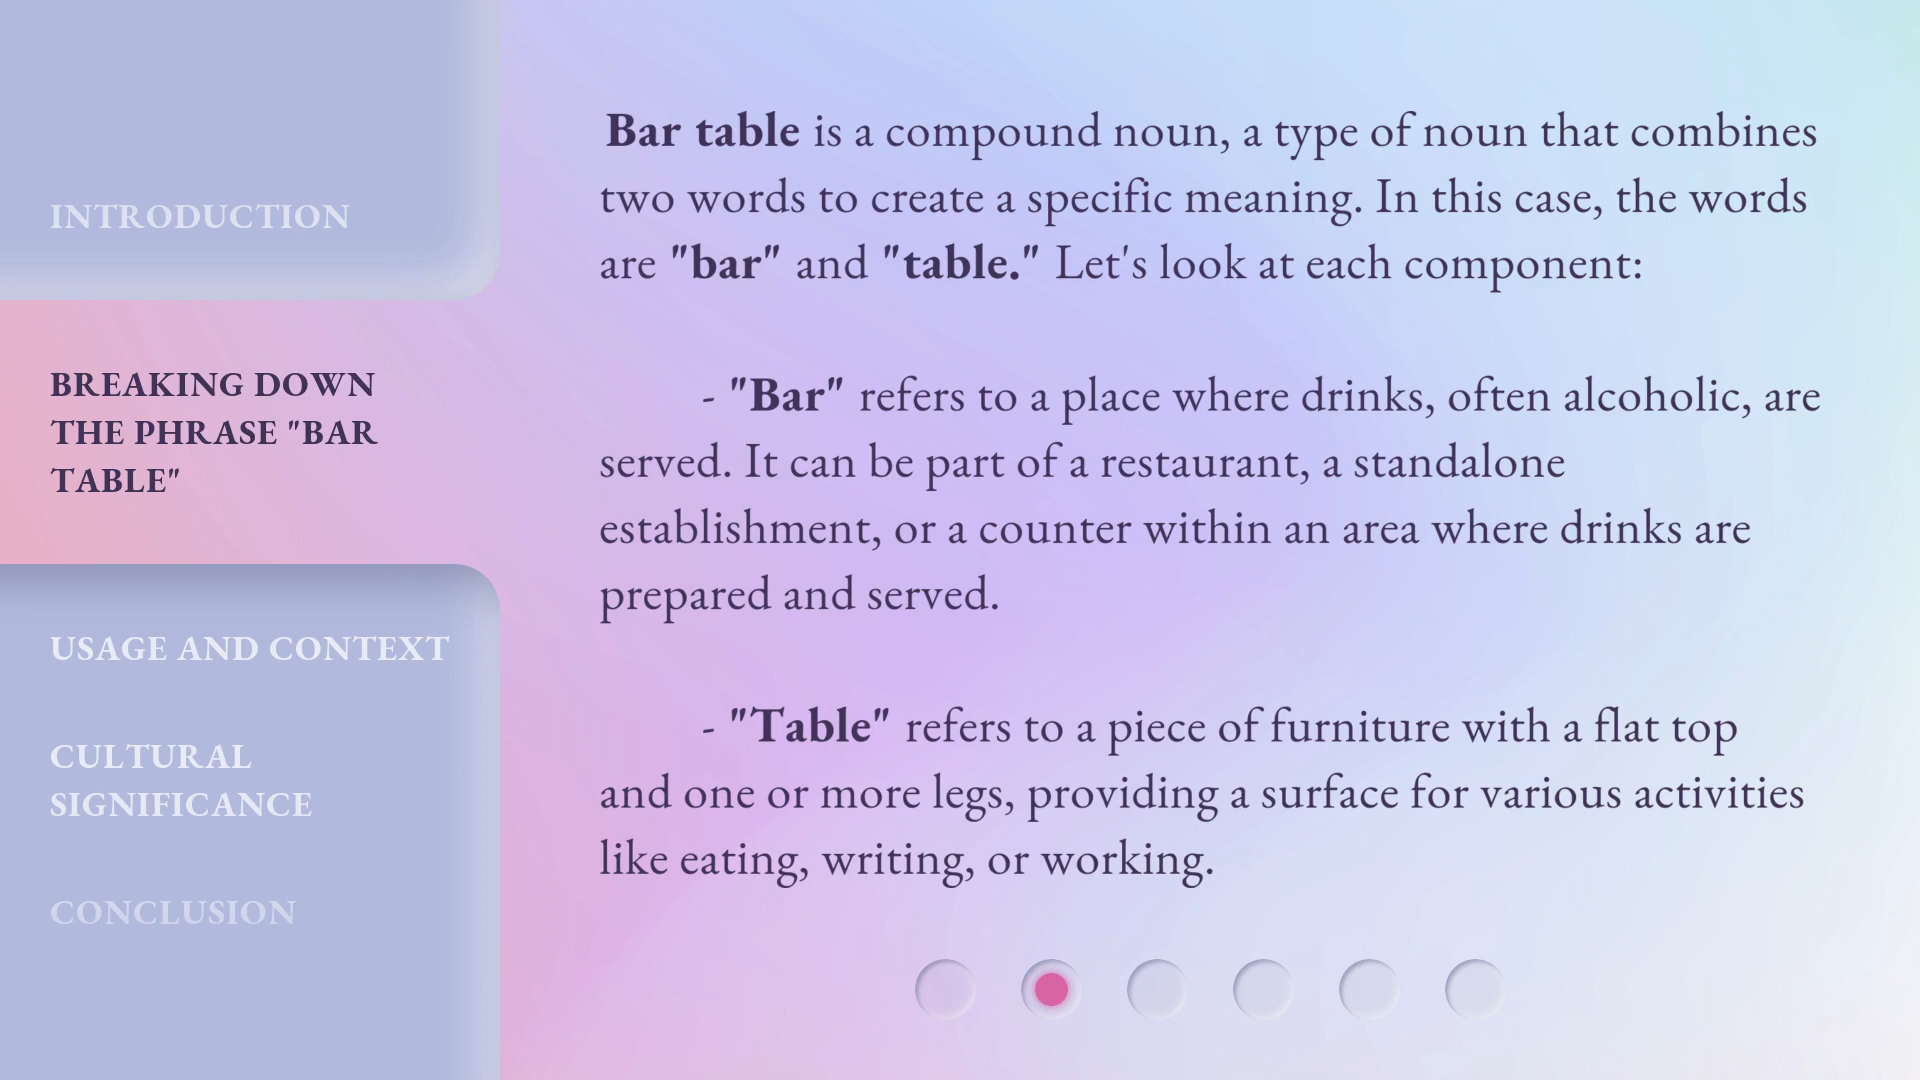 INTRODUCTION
BREAKING DOWN
THE PHRASE "BAR
TABLE"
USAGE AND CONTEXT
CULTURAL
SIGNIFICANCE
CONCLUSION
Bar table is a compound noun, a type of noun that combines
two words to create a specific meaning. In this case, the words
are "bar" and "table." Let's look at each component:
- "Bar" refers to a place where drinks, often alcoholic, are
served. It can be part of a restaurant, a standalone
establishment, or a counter within an area where drinks are
prepared and served.
- "Table" refers to a piece of furniture with a flat top
and one or more legs, providing a surface for various activities
like eating, writing, or working.